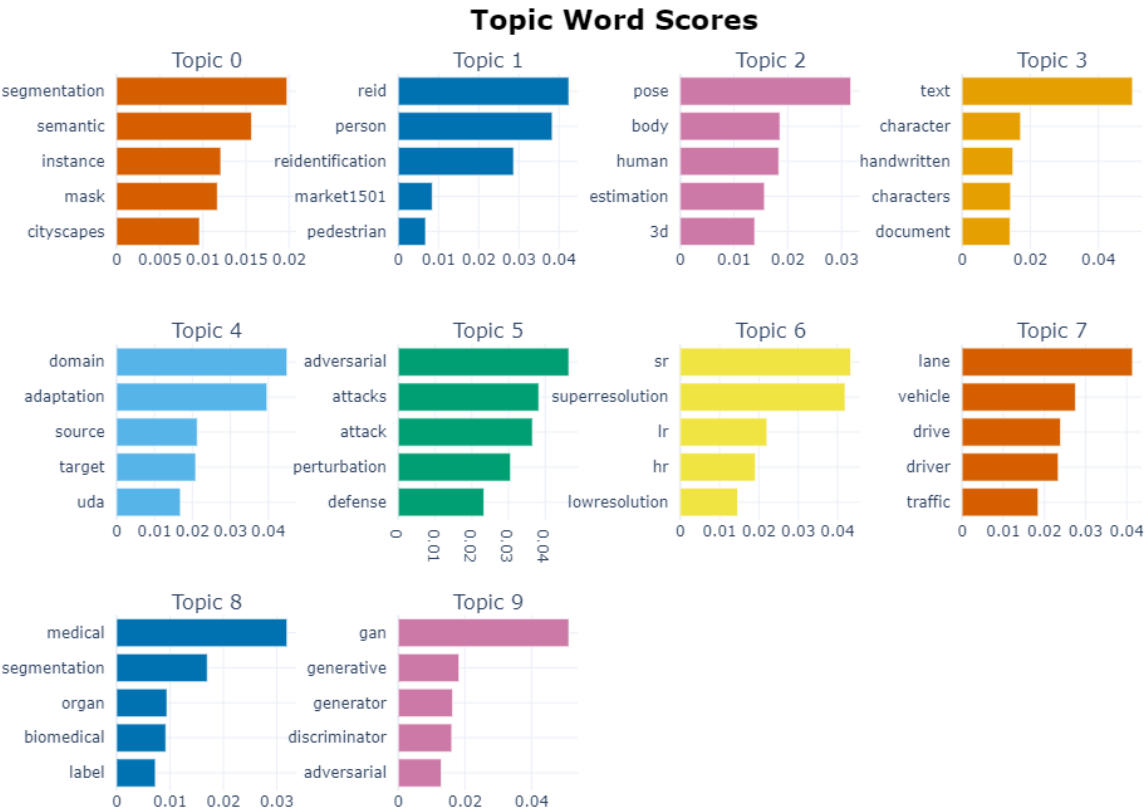 Topic Word Scores
Topic 0
segmentation
semantic
instance
mask
cityscapes
0 0.005 0.01 0.015 0.02
Topic 1
reid
person
reidentification
market1501
pedestrian
0 0.01 0.02 0.03 0.04
Topic 2
pose
body
human
estimation
3d
0 0.01 0.02 0.03
Topic 3
text
character
handwritten
characters
document
0 0.02 0.04
Topic 4
domain
adaptation
source
target
uda
0 0.01 0.02 0.03 0.04
Topic 5
adversarial
attacks
attack
perturbation
defense
0 0.01 0.02 0.03 0.04
Topic 6
sr
superresolution
lr
hr
lowresolution
0 0.01 0.02 0.03 0.04
Topic 7
lane
vehicle
drive
driver
traffic
0 0.01 0.02 0.03 0.04
Topic 8
medical
segmentation
organ
biomedical
label
0 0.01 0.02 0.03
Topic 9
gan
generative
generator
discriminator
adversarial
0 0.02 0.04